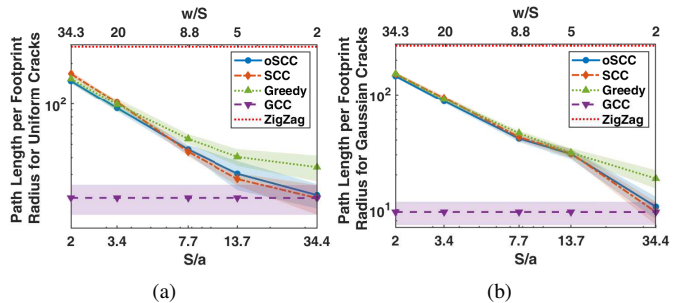 w/S
34.3 20 8.8 5 2
Path Length per Footprint
Radius for Uniform Cracks
10²
oSCC
SCC
Greedy
GCC
ZigZag
2 3.4 7.7 13.7 34.4
S/a
(a)
w/S
34.3 20 8.8 5 2
Path Length per Footprint
Radius for Gaussian Cracks
10²
10¹
oSCC
SCC
Greedy
GCC
ZigZag
2 3.4 7.7 13.7 34.4
S/a
(b)